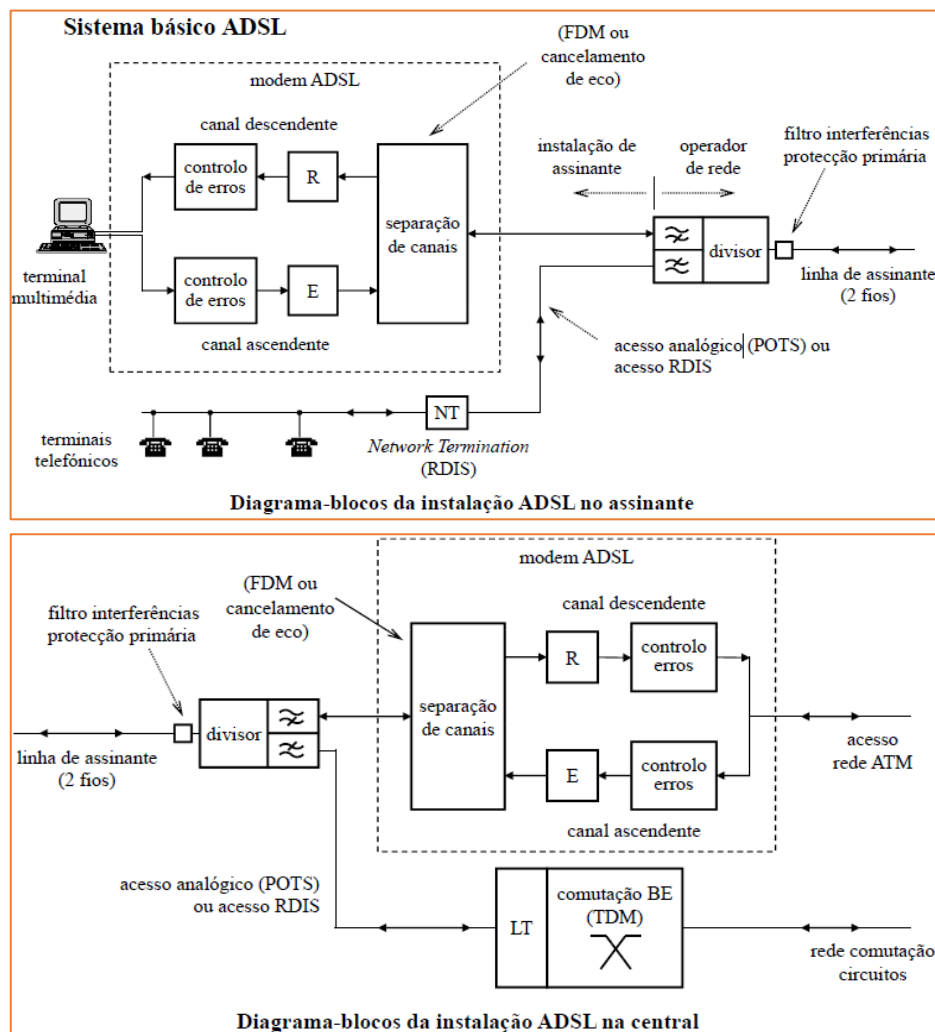 Sistema básico ADSL
(FDM ou
cancelamento
de eco)
modem ADSL
canal descendente
controlo
de erros
R
separação
de canais
controlo
de erros
E
canal ascendente
terminal
multimédia
instalação de
assinante
operador
de rede
filtro interferências
protecção primária
divisor
linha de assinante
(2 fios)
acesso analógico (POTS) ou
acesso RDIS
terminais
telefónicos
NT
Network Termination
(RDIS)
Diagrama-blocos da instalação ADSL no assinante
modem ADSL
(FDM ou
cancelamento
de eco)
filtro interferências
protecção primária
canal descendente
R
controlo
erros
separação
de canais
divisor
linha de assinante
(2 fios)
E
controlo
erros
canal ascendente
acesso
rede ATM
acesso analógico (POTS)
ou acesso RDIS
LT
comutação BE
(TDM)
rede comutação
circuitos
Diagrama-blocos da instalação ADSL na central